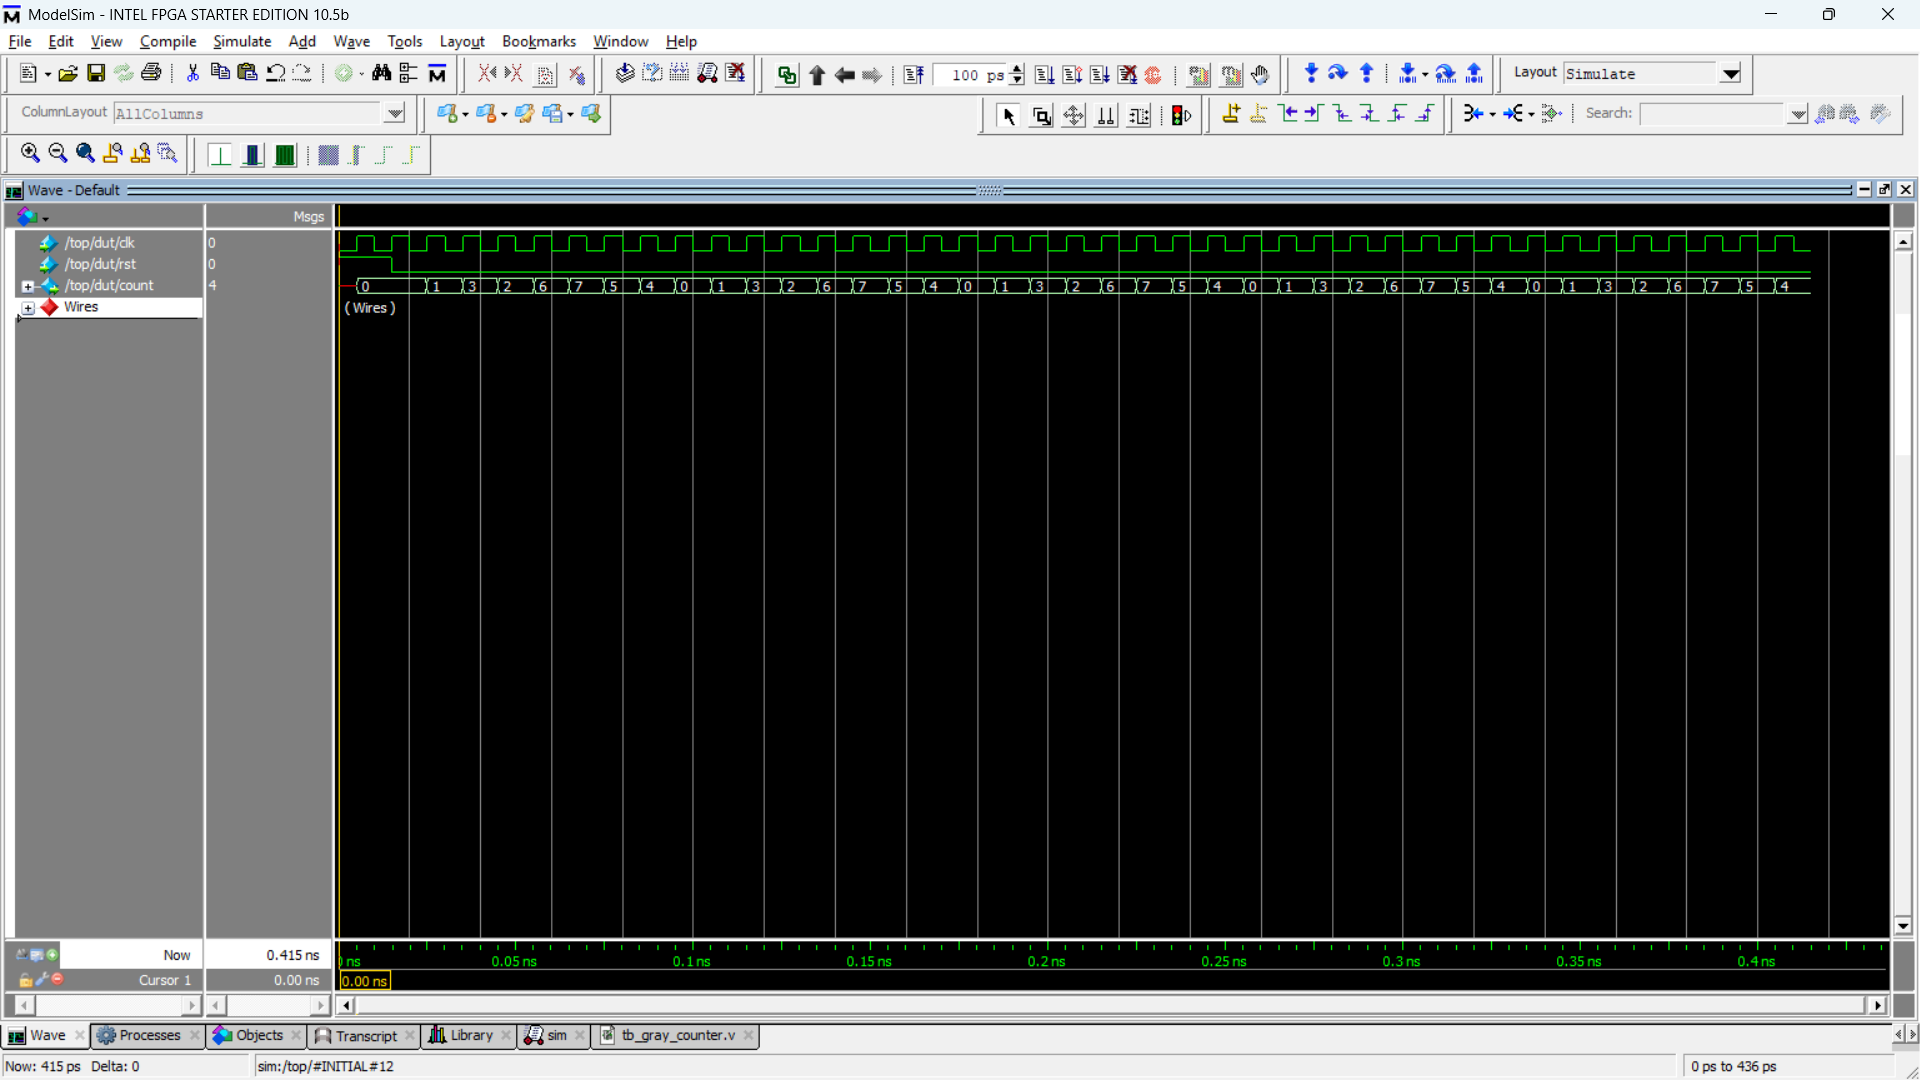 ModelSim - INTEL FPGA STARTER EDITION 10.5b
File Edit View Compile Simulate Add Wave Tools Layout Bookmarks Window Help
100 ps Layout Simulate
ColumnLayout AllColumns Search:
Wave - Default
Msgs
/top/dut/clk 0
/top/dut/rst 0
/top/dut/count 4 0 1 3 2 6 7 5 4 0 1 3 2 6 7 5 4 0 1 3 2 6 7 5 4 0 1 3 2 6 7 5 4 0 1 3 2 6 7 5 4
Wires (Wires)
Now 0.415 ns ns 0.05 ns 0.1 ns 0.15 ns 0.2 ns 0.25 ns 0.3 ns 0.35 ns 0.4 ns
Cursor 1 0.00 ns 0.00 ns
Wave Processes Objects Transcript Library sim tb_gray_counter.v
Now: 415 ps Delta: 0 sim:/top/#INITIAL#12 0 ps to 436 ps